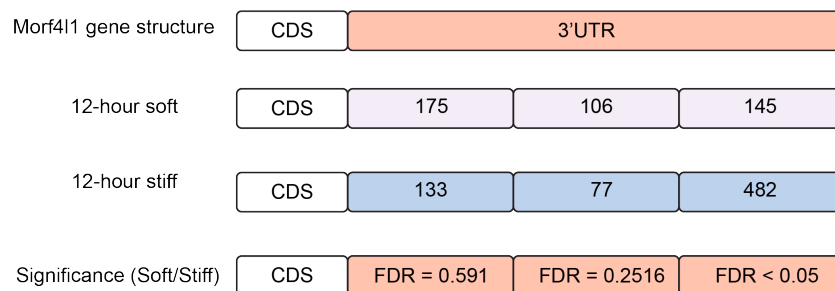 Morf4l1 gene structure CDS 3’UTR
12-hour soft CDS 175 106 145
12-hour stiff CDS 133 77 482
Significance (Soft/Stiff) CDS FDR = 0.591 FDR = 0.2516 FDR < 0.05